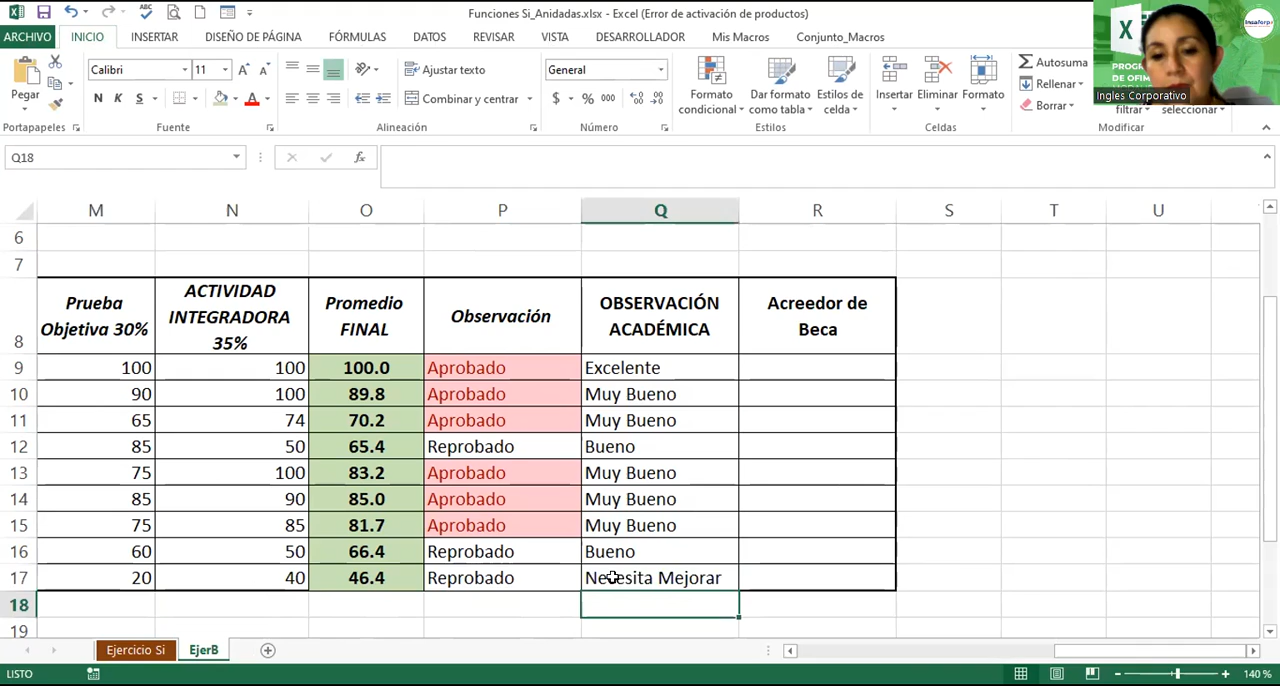 Funciones Si_Anidadas.xlsx - Excel (Error de activación de productos)
ARCHIVO INICIO INSERTAR DISEÑO DE PÁGINA FÓRMULAS DATOS REVISAR VISTA DESARROLLADOR Mis Macros Conjunto_Macros
Pegar
Calibri 11
N K S
Ajustar texto
Combinar y centrar
General
$ % 000
Formato condicional
Dar formato como tabla
Estilos de celda
Insertar Eliminar Formato
Autosuma
Rellenar
Borrar
filtrar seleccionar
Portapapeles Fuente Alineación Número Estilos Celdas Modificar
Insaforp
Ingles Corporativo
Q18
fx
M N O P Q R S T U
6
7
8 Prueba Objetiva 30% ACTIVIDAD INTEGRADORA 35% Promedio FINAL Observación OBSERVACIÓN ACADÉMICA Acreedor de Beca
9 100 100 100.0 Aprobado Excelente
10 90 100 89.8 Aprobado Muy Bueno
11 65 74 70.2 Aprobado Muy Bueno
12 85 50 65.4 Reprobado Bueno
13 75 100 83.2 Aprobado Muy Bueno
14 85 90 85.0 Aprobado Muy Bueno
15 75 85 81.7 Aprobado Muy Bueno
16 60 50 66.4 Reprobado Bueno
17 20 40 46.4 Reprobado Necesita Mejorar
18
19
Ejercicio Si EjerB
LISTO
140 %